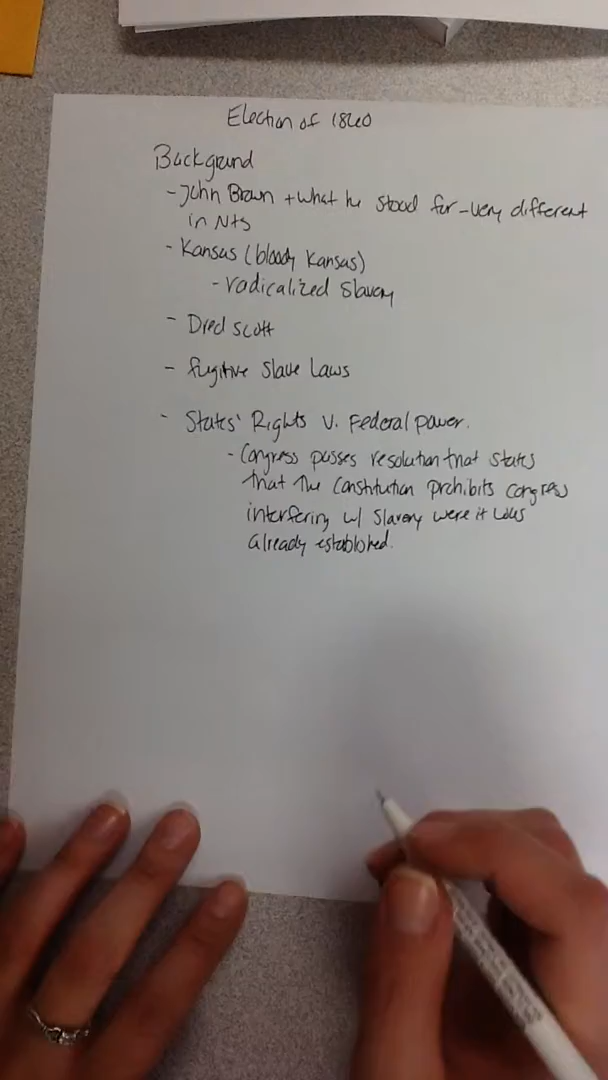 Election of 1860
Background
- John Brown + what he stood for - very different
in Nts
- Kansas (bloody Kansas)
- radicalized Slavery
- Dred Scott
- fugitive Slave Laws
- States' Rights v. Federal power.
- Congress passes resolution that states
that the Constitution prohibits congress
interfering w/ Slavery were it was
already established.